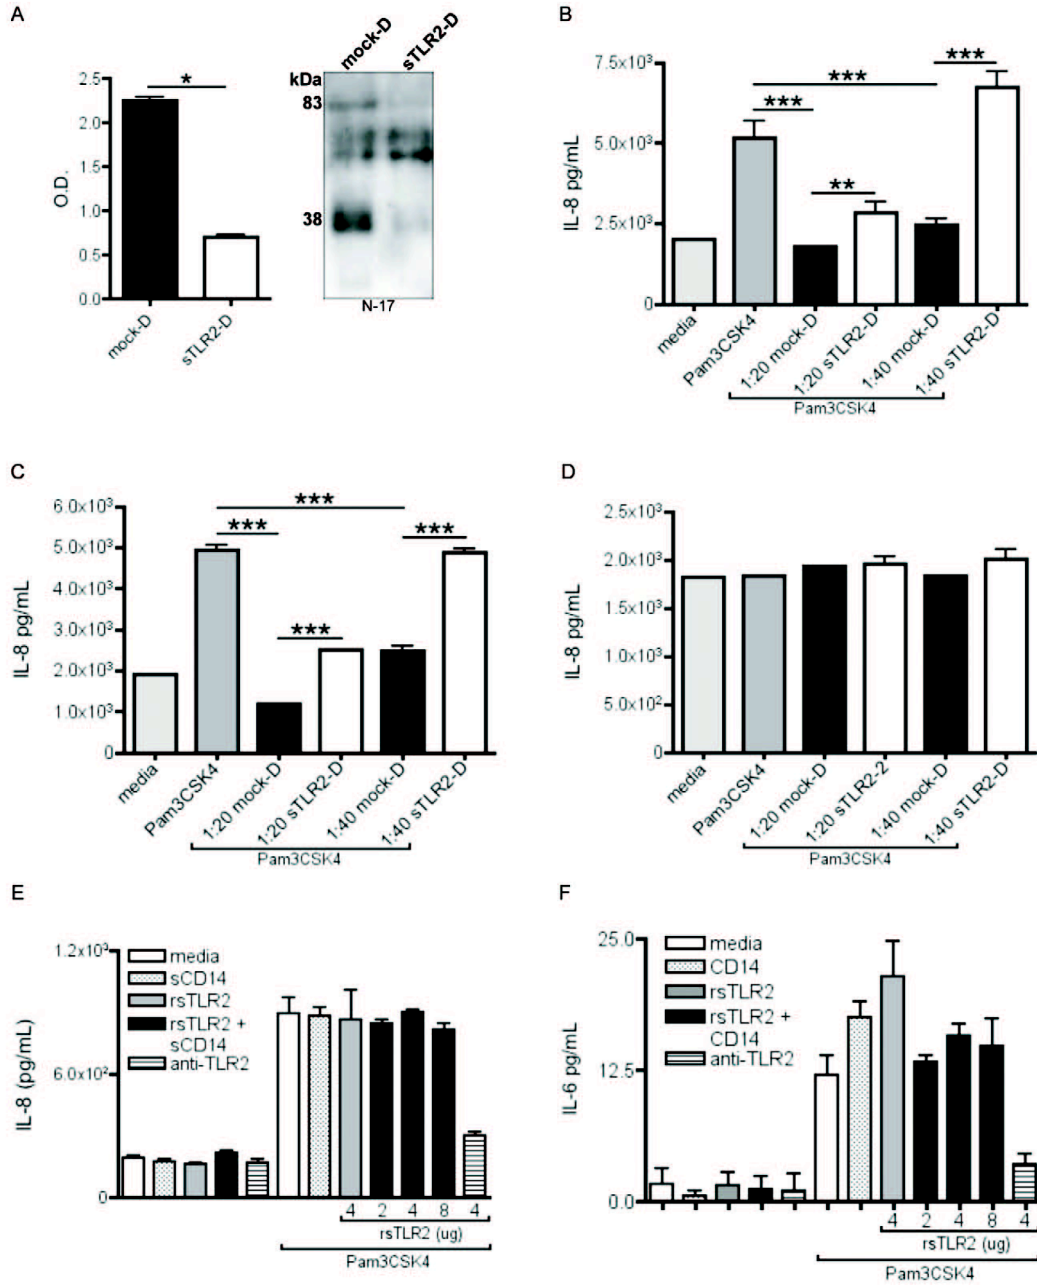 A
mock-D
sTLR2-D
kDa
83
38
N-17
2.5
2.0
1.5
1.0
0.5
0.0
O.D.
*
mock-D
sTLR2-D
B
7.5x10³
5.0x10³
2.5x10³
0
IL-8 pg/mL
***
***
***
**
media
Pam3CSK4
1:20 mock-D
1:20 sTLR2-D
1:40 mock-D
1:40 sTLR2-D
Pam3CSK4
C
6.0x10³
5.0x10³
4.0x10³
3.0x10³
2.0x10³
1.0x10³
0
IL-8 pg/mL
***
***
***
***
media
Pam3CSK4
1:20 mock-D
1:20 sTLR2-D
1:40 mock-D
1:40 sTLR2-D
Pam3CSK4
D
2.5x10³
2.0x10³
1.5x10³
1.0x10³
5.0x10²
0
IL-8 pg/mL
media
Pam3CSK4
1:20 mock-D
1:20 sTLR2-2
1:40 mock-D
1:40 sTLR2-D
Pam3CSK4
E
1.2x10³
6.0x10²
0
IL-8 (pg/mL)
media
sCD14
rsTLR2
rsTLR2 +
sCD14
anti-TLR2
4 2 4 8 4
rsTLR2 (ug)
Pam3CSK4
F
25.0
12.5
0.0
IL-6 pg/mL
media
CD14
rsTLR2
rsTLR2 +
CD14
anti-TLR2
4 2 4 8 4
rsTLR2 (ug)
Pam3CSK4